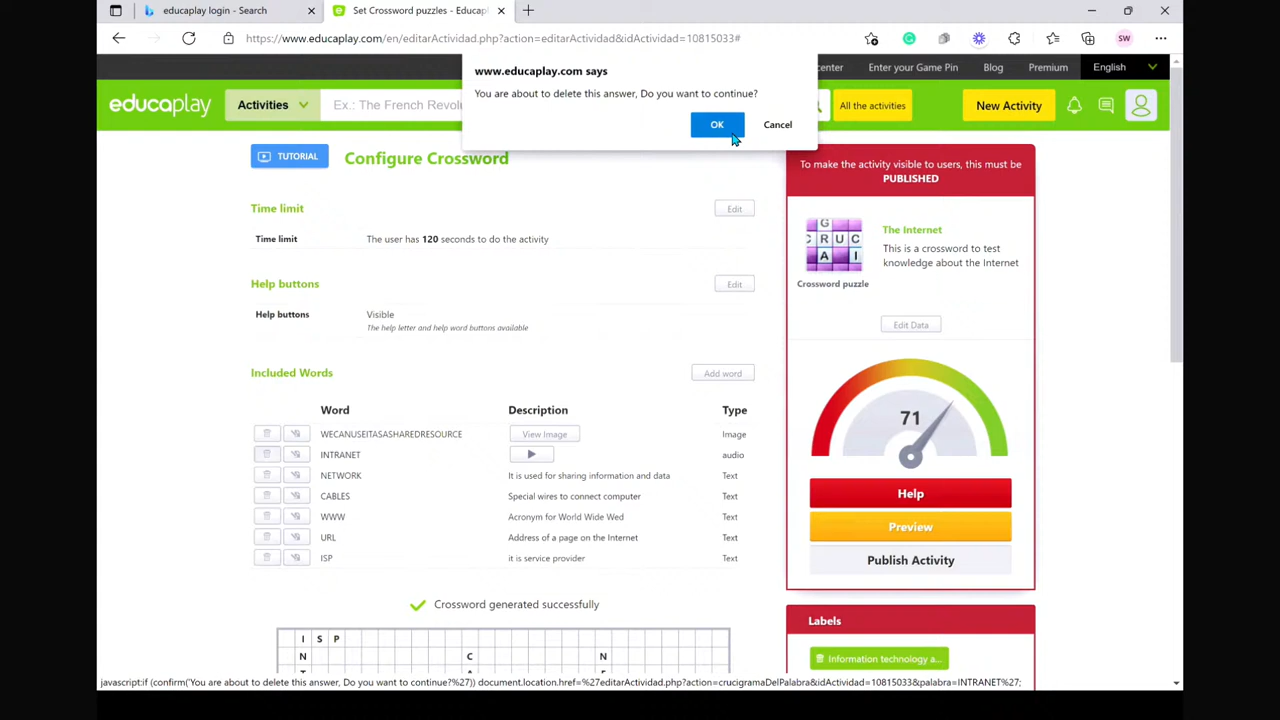 educaplay login - Search
Set Crossword puzzles - Educap
https://www.educaplay.com/en/editarActividad.php?action=editarActividad&idActividad=10815033#
SW
www.educaplay.com says
You are about to delete this answer, Do you want to continue?
OK
Cancel
center
Enter your Game Pin
Blog
Premium
English
educaplay
Activities
Ex.: The French Revolu
All the activities
New Activity
TUTORIAL
Configure Crossword
Time limit
Edit
Time limit
The user has 120 seconds to do the activity
Help buttons
Edit
Help buttons
Visible
The help letter and help word buttons available
Included Words
Add word
Word Description Type
WECANUSEITASASHAREDRESOURCE View Image Image
INTRANET audio
NETWORK It is used for sharing information and data Text
CABLES Special wires to connect computer Text
WWW Acronym for World Wide Wed Text
URL Address of a page on the Internet Text
ISP it is service provider Text
Crossword generated successfully
I S P
N C N
To make the activity visible to users, this must be
PUBLISHED
G
C R U C
A I
Crossword puzzle
The Internet
This is a crossword to test
knowledge about the Internet
Edit Data
71
Help
Preview
Publish Activity
Labels
Information technology a...
javascript:if (confirm('You are about to delete this answer, Do you want to continue?%27)) document.location.href=%27editarActividad.php?action=crucigramaDelPalabra&idActividad=10815033&palabra=INTRANET%27;